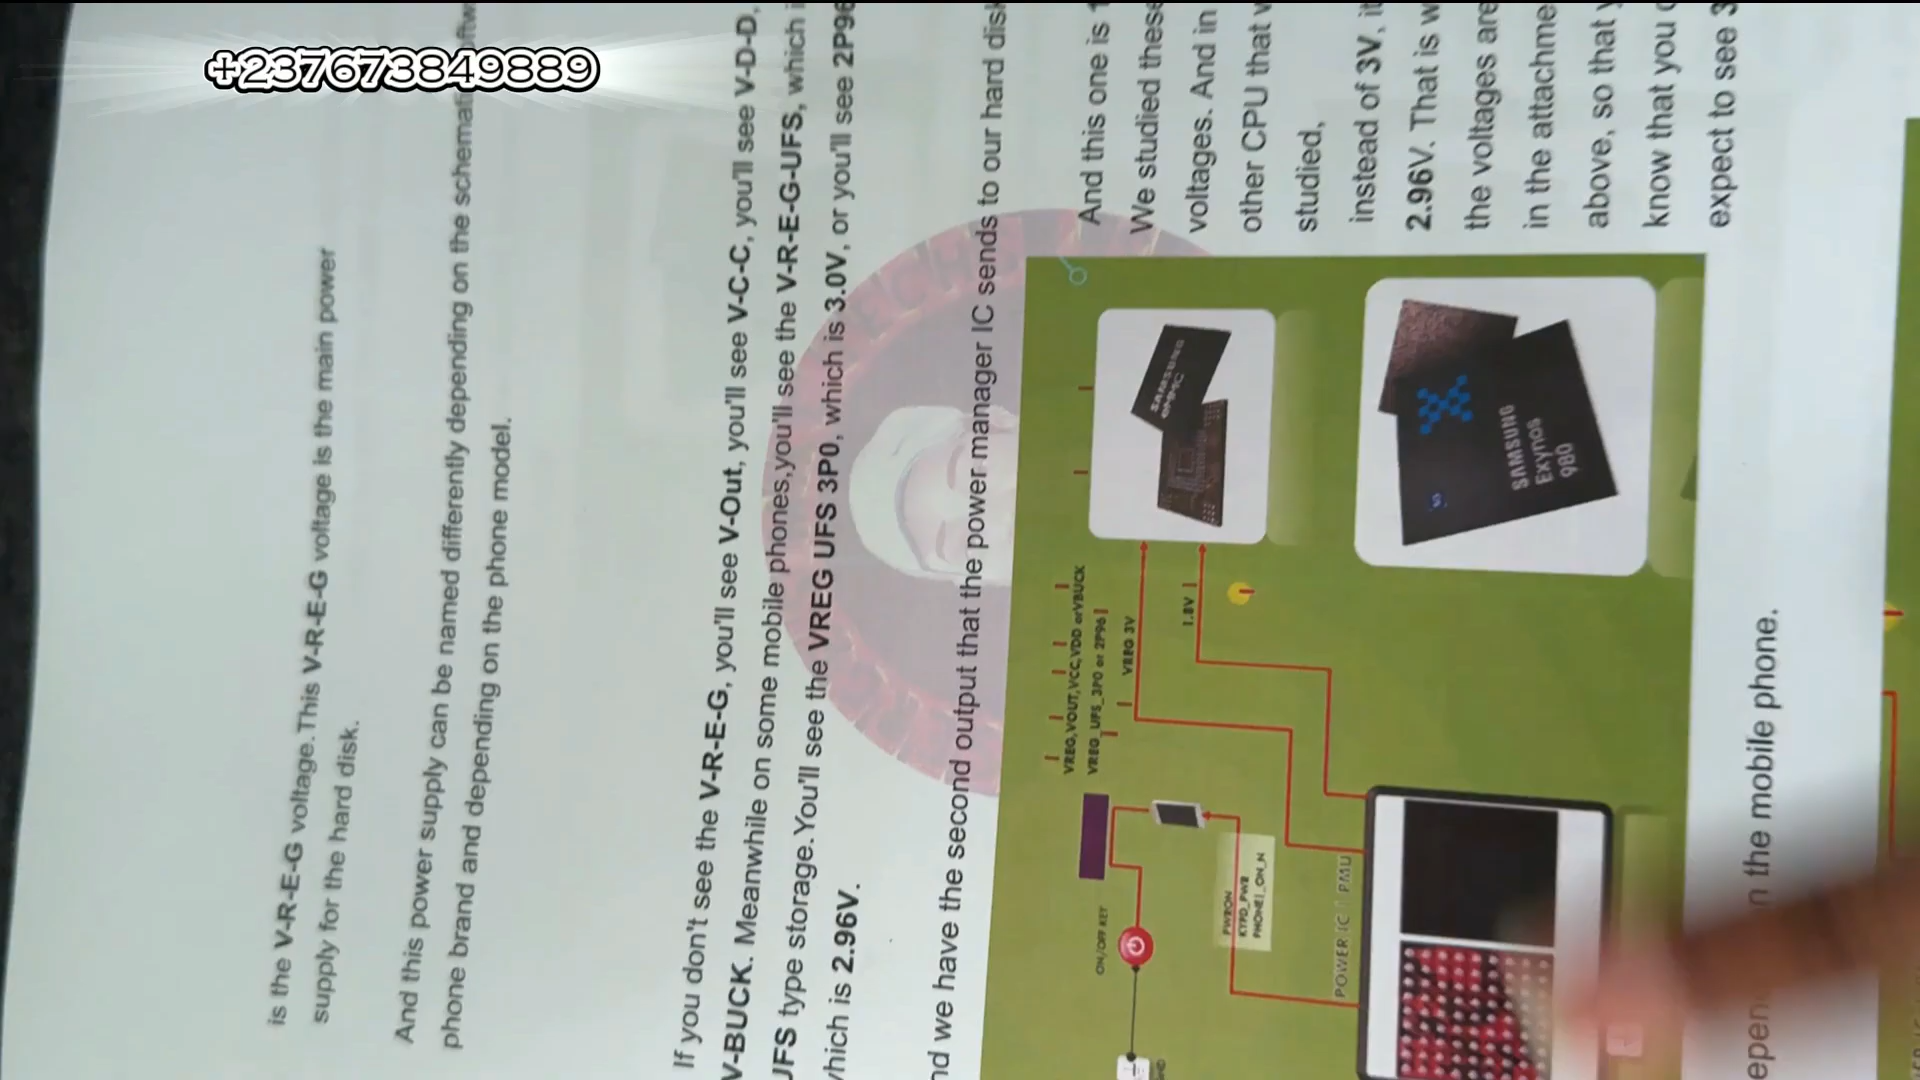 +237673849889
is the V-R-E-G voltage.This V-R-E-G voltage is the main power
supply for the hard disk.
And this power supply can be named differently depending on the schematic
phone brand and depending on the phone model.
If you don't see the V-R-E-G, you'll see V-Out, you'll see V-C-C, you'll see V-D-D,
V-BUCK. Meanwhile on some mobile phones,you'll see the V-R-E-G-UFS, which
UFS type storage.You'll see the VREG UFS 3P0, which is 3.0V, or you'll see 2P96
which is 2.96V.
nd we have the second output that the power manager IC sends to our hard disk
And this one is
We studied these
voltages. And in
other CPU that
studied,
instead of 3V, it
2.96V. That is
the voltages are
in the attachme
above, so that
know that you
expect to see 3
VREG,VOUT,VCC,VDD orVBUCK
VREG_UFS_3P0 or 2P96
VREG 3V
1.8V
ON/OFF KEY
PWRON
KYPD_PWR
PHONE1_ON_N
POWER IC PMU
SAMSUNG
SAMSUNG
Exynos
980
epen n the mobile phone.